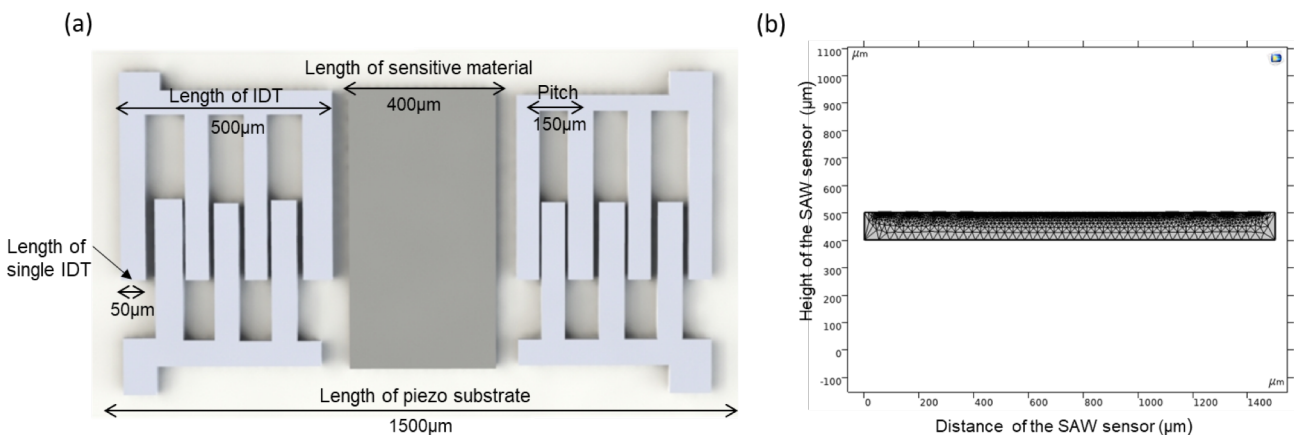 (a)
Length of sensitive material
400μm
Length of IDT
500μm
Pitch
150μm
Length of
single IDT
50μm
Length of piezo substrate
1500μm
(b)
μm
1100
1000
900
800
700
600
500
400
300
200
100
0
-100
Height of the SAW sensor (μm)
μm
0 200 400 600 800 1000 1200 1400
Distance of the SAW sensor (μm)